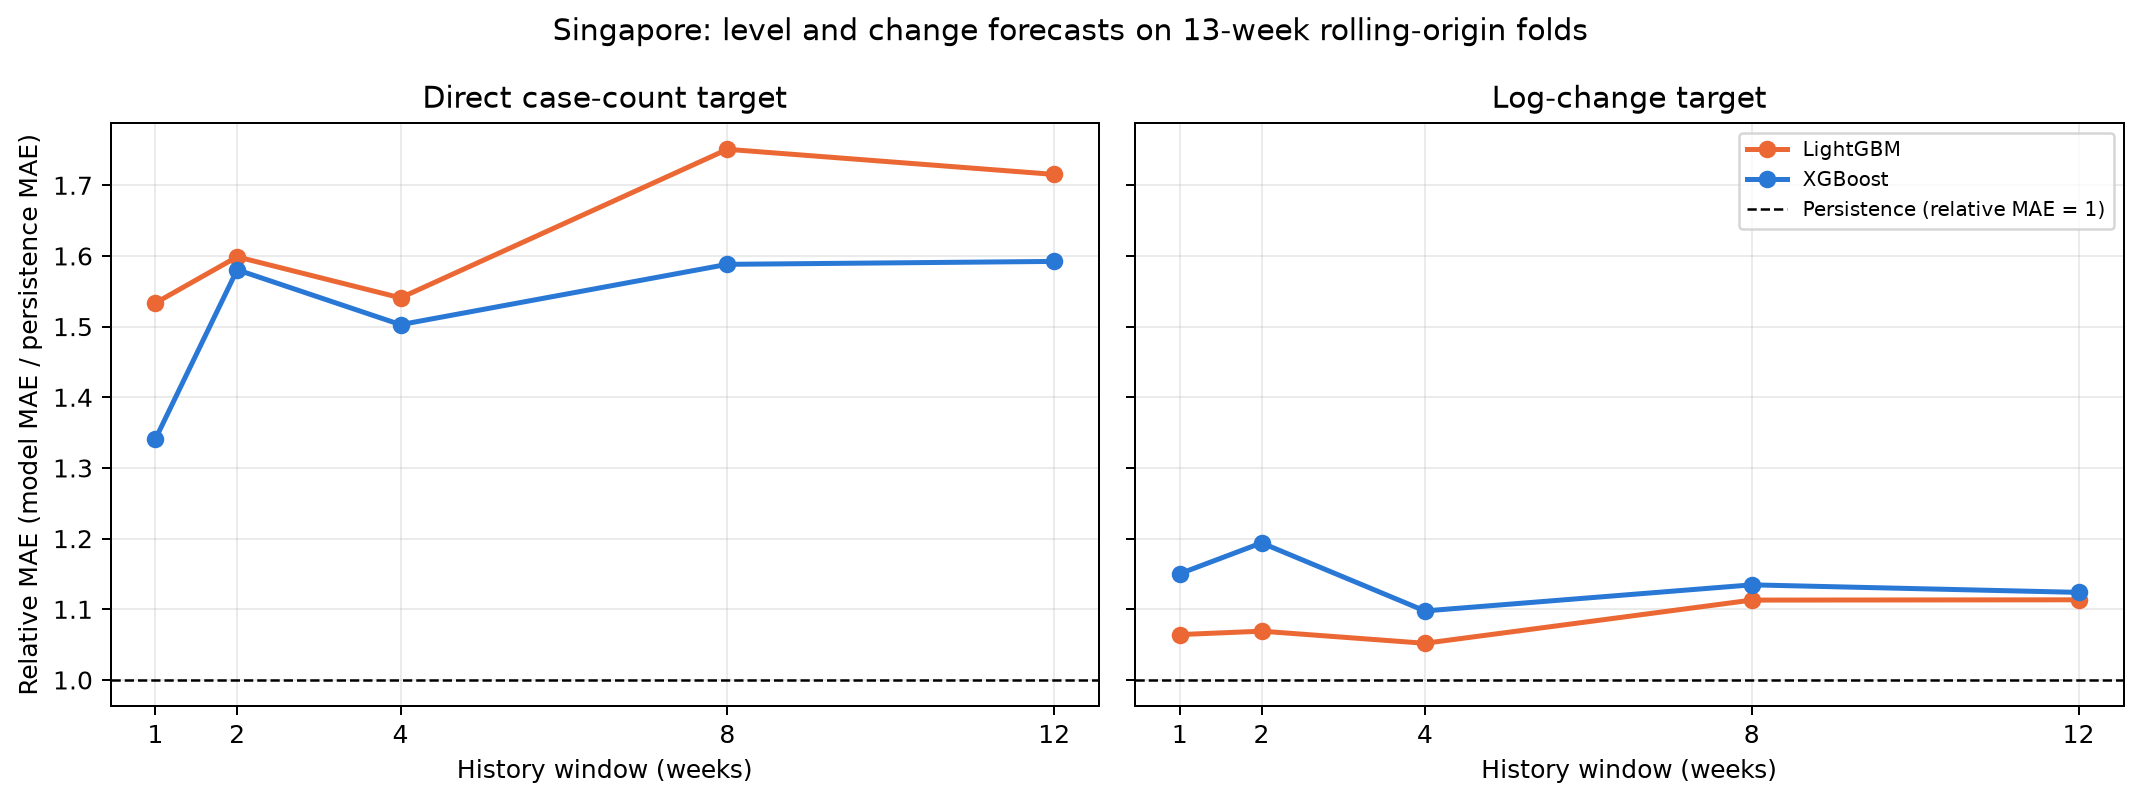 Singapore: level and change forecasts on 13-week rolling-origin folds
Direct case-count target
Relative MAE (model MAE / persistence MAE)
1.7
1.6
1.5
1.4
1.3
1.2
1.1
1.0
1 2 4 8 12
History window (weeks)
Log-change target
LightGBM
XGBoost
Persistence (relative MAE = 1)
1 2 4 8 12
History window (weeks)